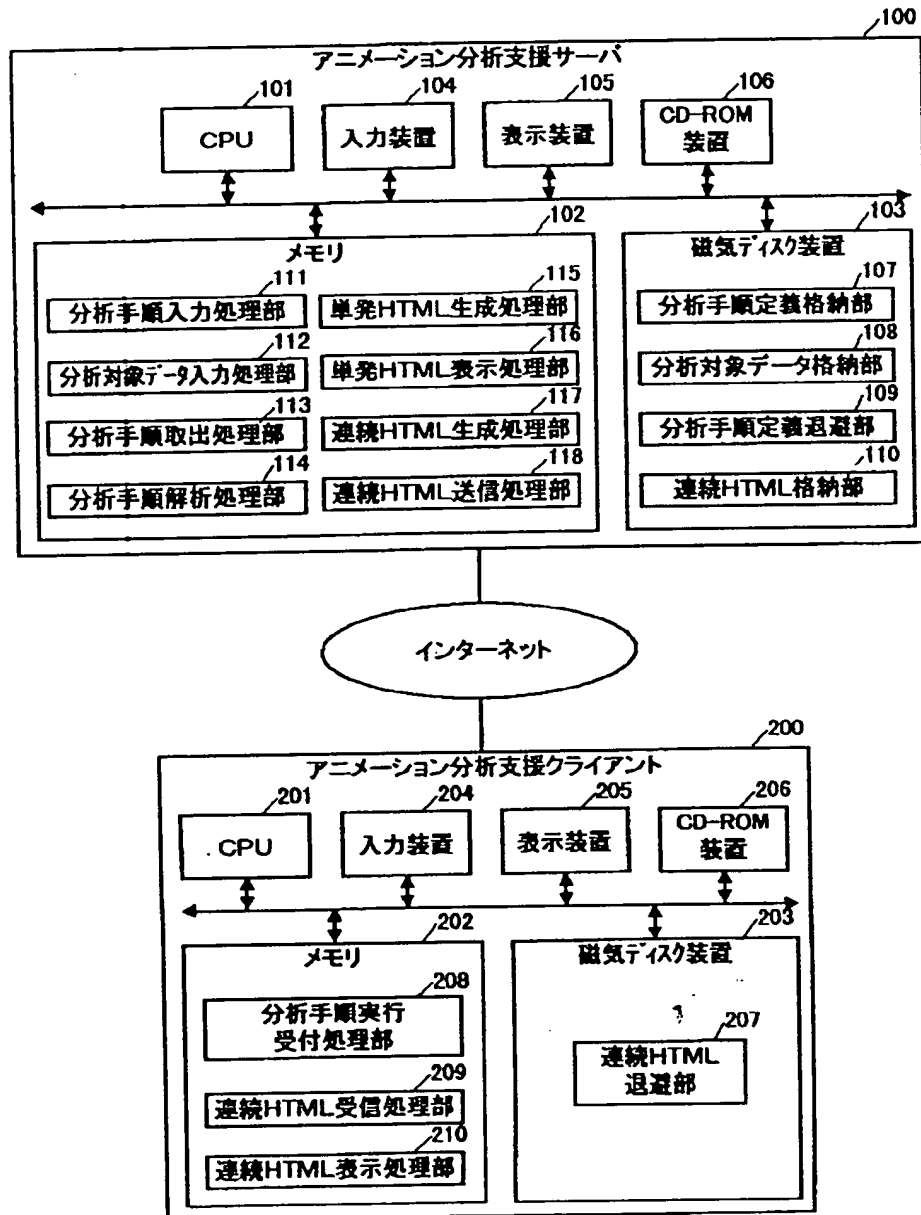 100
アニメーション分析支援サーバ
101
104
105
106
CPU
入力装置
表示装置
CD-ROM
装置
102
103
メモリ
磁気ディスク装置
111
115
107
分析手順入力処理部
単発HTML生成処理部
分析手順定義格納部
112
116
108
分析対象データ入力処理部
単発HTML表示処理部
分析対象データ格納部
113
117
109
分析手順取出処理部
連続HTML生成処理部
分析手順定義退避部
114
118
110
分析手順解析処理部
連続HTML送信処理部
連続HTML格納部
インターネット
200
アニメーション分析支援クライアント
201
204
205
206
CPU
入力装置
表示装置
CD-ROM
装置
202
203
メモリ
磁気ディスク装置
208
分析手順実行
受付処理部
207
連続HTML
退避部
209
連続HTML受信処理部
210
連続HTML表示処理部